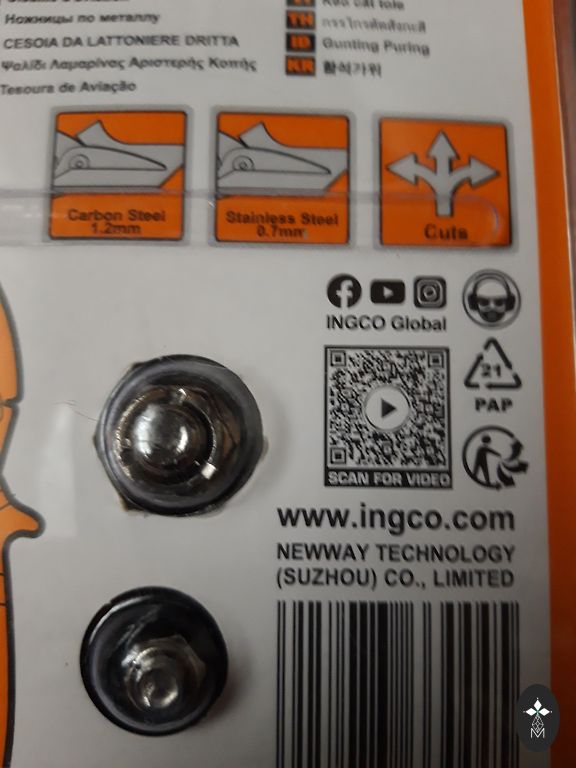 Ножницы по металлу
CESOIA DA LATTONIERE DRITTA
Ψαλίδι Λαμαρίνας Αριστερής Κοπής
Tesoura de Aviação
TH
ID Gunting Puring
KR 함석가위
Carbon Steel
1.2mm
Stainless Steel
0.7mm
Cuts
INGCO Global
21
PAP
SCAN FOR VIDEO
www.ingco.com
NEWWAY TECHNOLOGY
(SUZHOU) CO., LIMITED
M